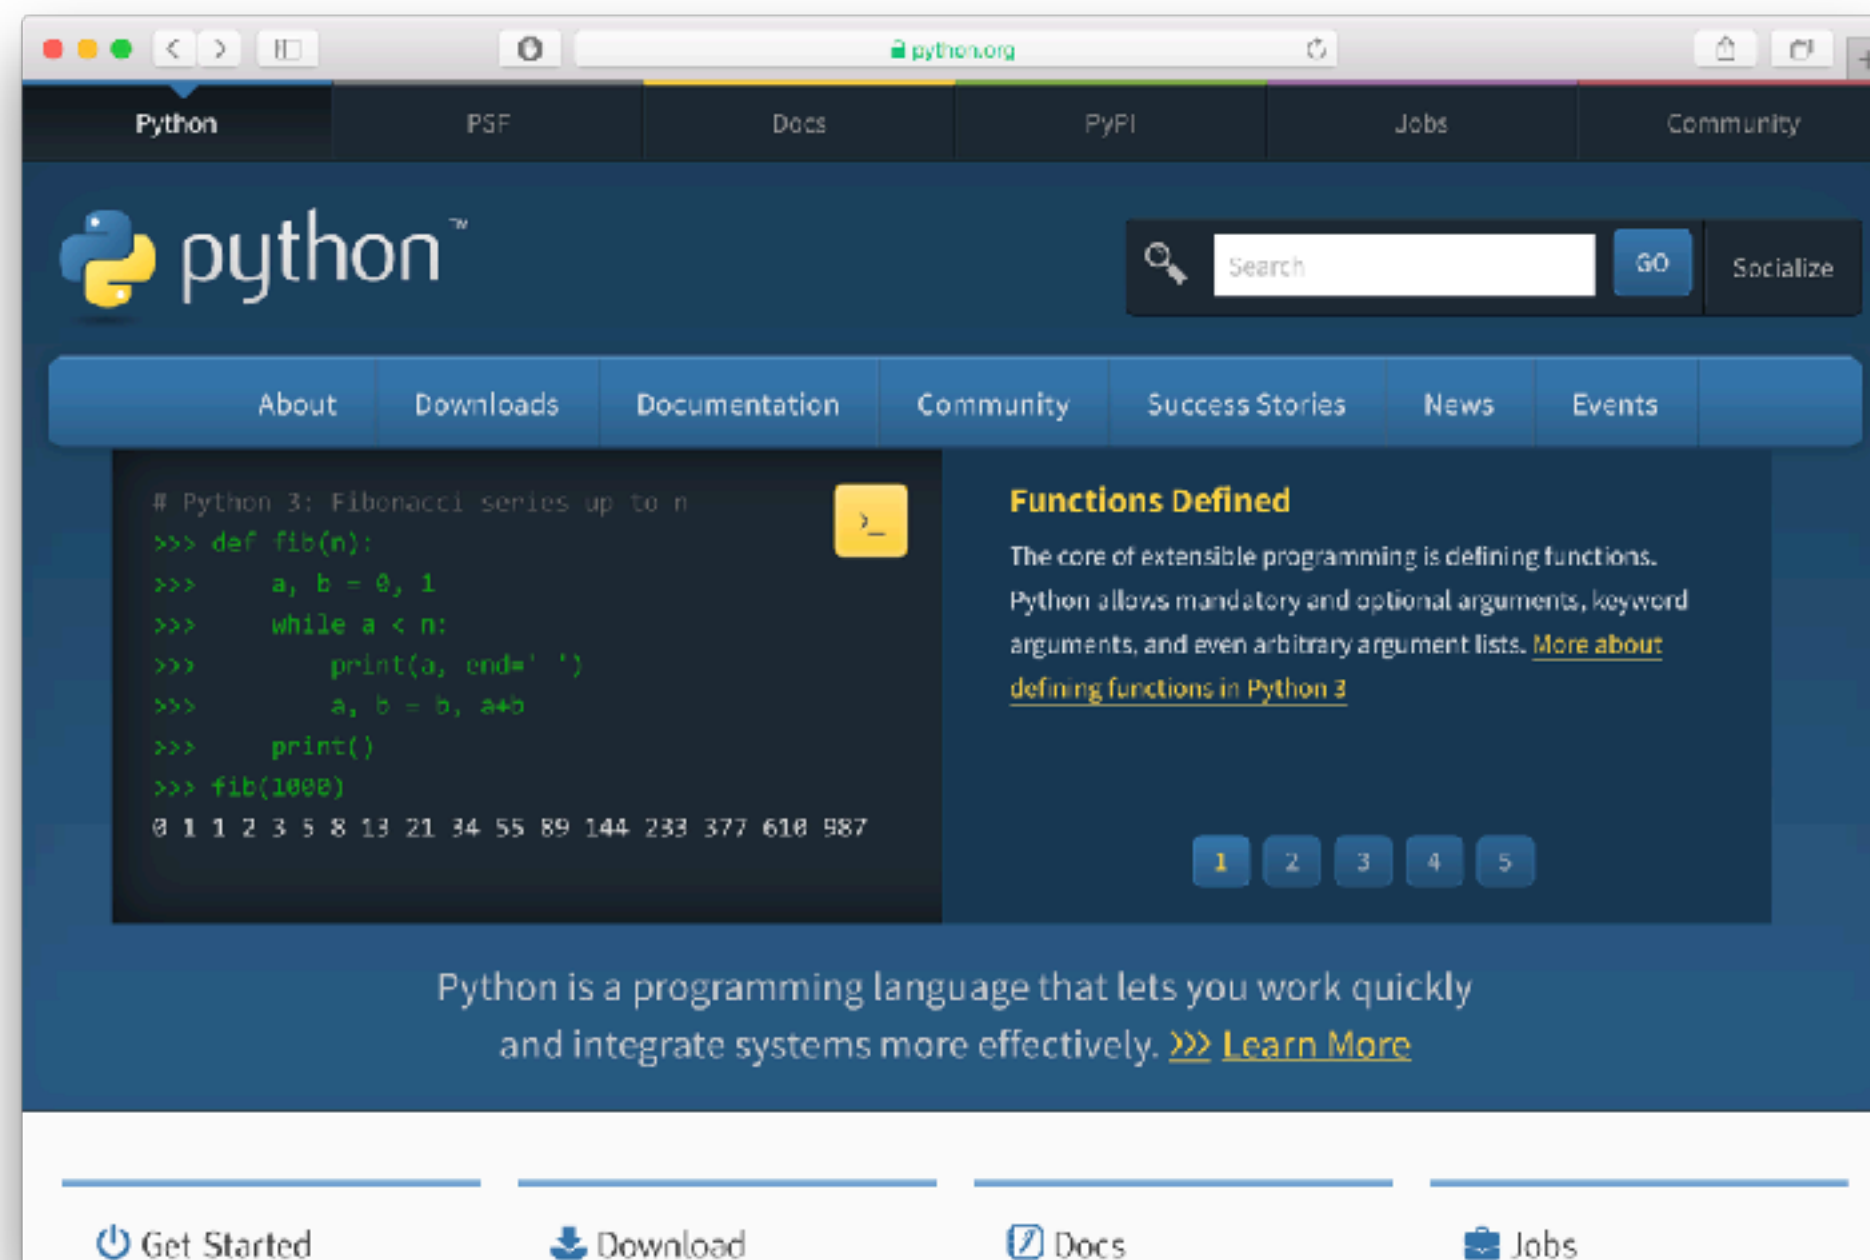 python.org
Python PSF Docs PyPI Jobs Community
python™ Search GO Socialize
About Downloads Documentation Community Success Stories News Events
# Python 3: Fibonacci series up to n
>>> def fib(n):
>>>     a, b = 0, 1
>>>     while a < n:
>>>         print(a, end=' ')
>>>         a, b = b, a+b
>>>     print()
>>> fib(1000)
0 1 1 2 3 5 8 13 21 34 55 89 144 233 377 610 987
>_
Functions Defined
The core of extensible programming is defining functions.
Python allows mandatory and optional arguments, keyword
arguments, and even arbitrary argument lists. More about
defining functions in Python 3
1 2 3 4 5
Python is a programming language that lets you work quickly
and integrate systems more effectively. >>> Learn More
Get Started Download Docs Jobs